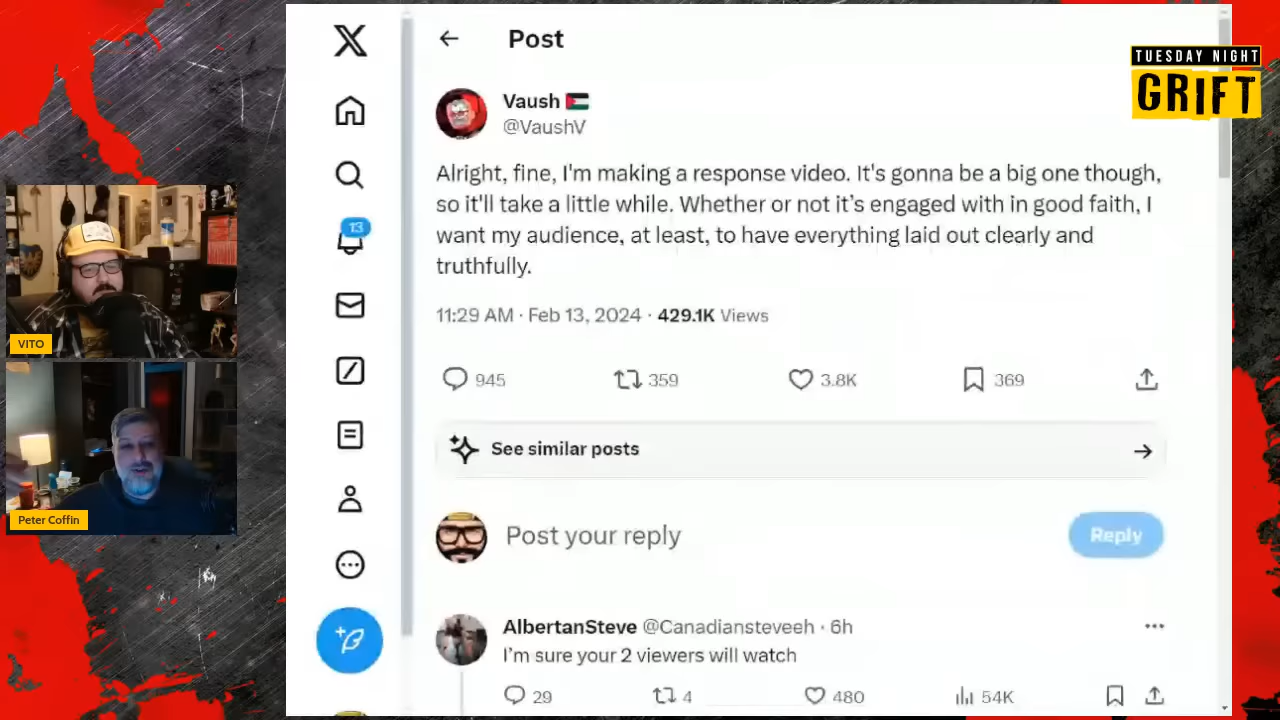 Post
TUESDAY NIGHT
GRIFT
Vaush
@VaushV
Alright, fine, I'm making a response video. It's gonna be a big one though,
so it'll take a little while. Whether or not it’s engaged with in good faith, I
want my audience, at least, to have everything laid out clearly and
truthfully.
11:29 AM · Feb 13, 2024 · 429.1K Views
945 359 3.8K 369
See similar posts
Post your reply
Reply
AlbertanSteve @Canadiansteveeh · 6h
I’m sure your 2 viewers will watch
29 4 480 54K
13
VITO
Peter Coffin